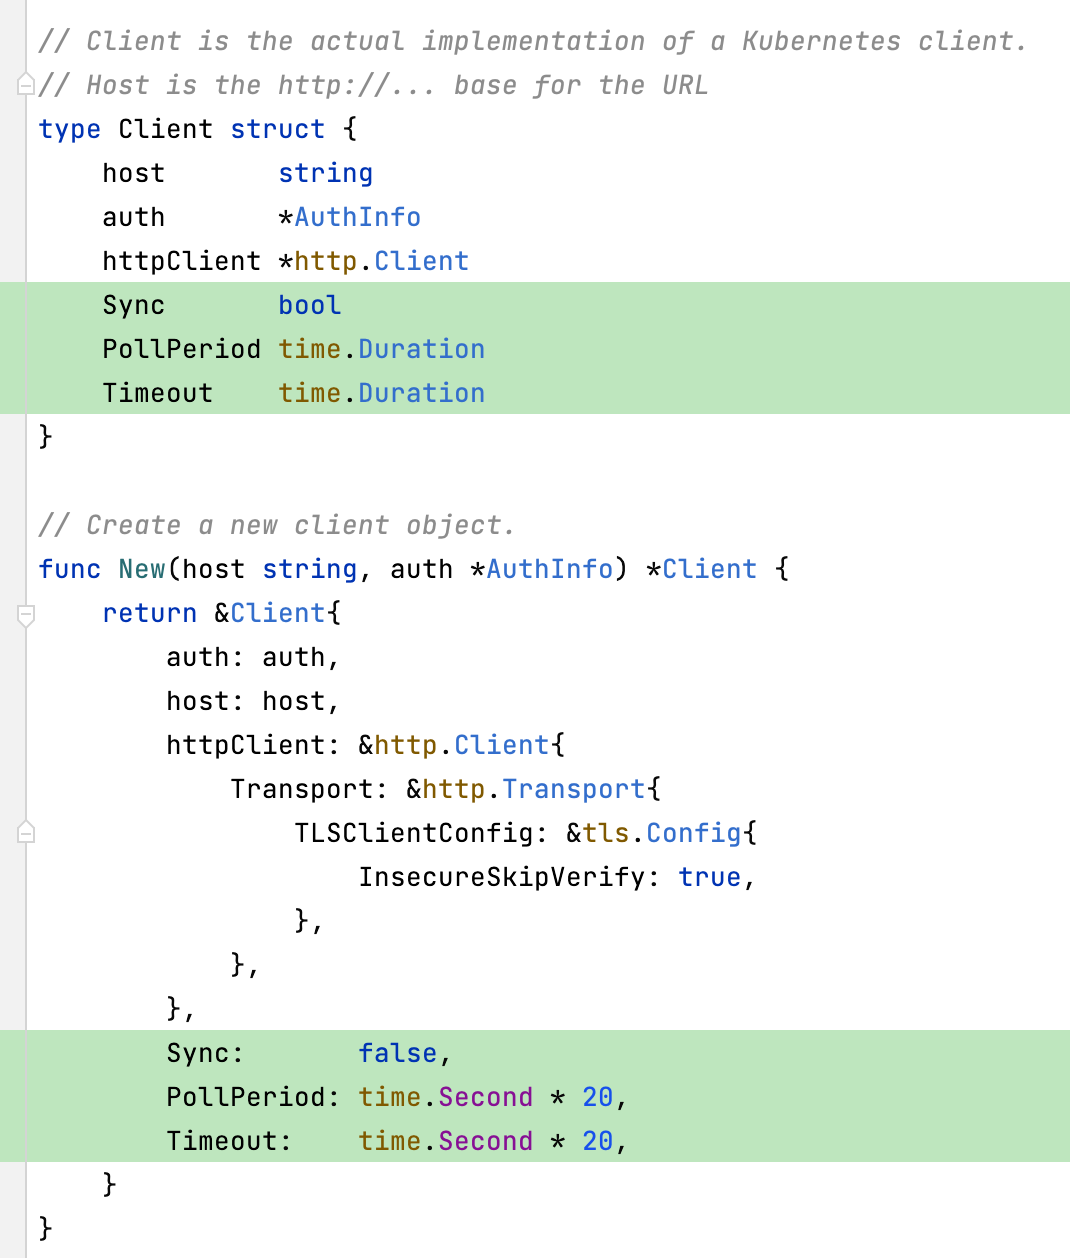 // Client is the actual implementation of a Kubernetes client.
// Host is the http://... base for the URL
type Client struct {
    host       string
    auth       *AuthInfo
    httpClient *http.Client
    Sync       bool
    PollPeriod time.Duration
    Timeout    time.Duration
}

// Create a new client object.
func New(host string, auth *AuthInfo) *Client {
    return &Client{
        auth: auth,
        host: host,
        httpClient: &http.Client{
            Transport: &http.Transport{
                TLSClientConfig: &tls.Config{
                    InsecureSkipVerify: true,
                },
            },
        },
        Sync:       false,
        PollPeriod: time.Second * 20,
        Timeout:    time.Second * 20,
    }
}